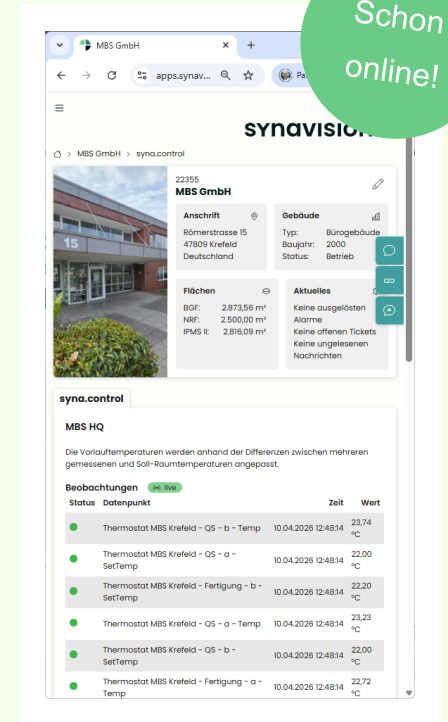 Schon
online!
MBS GmbH
apps.synav...
Pa
synavision
MBS GmbH > syna.control
22355
MBS GmbH
15
Anschrift
Römerstrasse 15
47809 Krefeld
Deutschland
Gebäude
Typ: Bürogebäude
Baujahr: 2000
Status: Betrieb
Flächen
BGF: 2.873,56 m²
NRF: 2.500,00 m²
IPMS II: 2.816,09 m²
Aktuelles
Keine ausgelösten
Alarme
Keine offenen Tickets
Keine ungelesenen
Nachrichten
syna.control
MBS HQ
Die Vorlauftemperaturen werden anhand der Differenzen zwischen mehreren
gemessenen und Soll-Raumtemperaturen angepasst.
Beobachtungen live
Status Datenpunkt Zeit Wert
Thermostat MBS Krefeld - QS - b - Temp 10.04.2026 12:48:14 23,74
°C
Thermostat MBS Krefeld - QS - a - 10.04.2026 12:48:14 22,00
SetTemp °C
Thermostat MBS Krefeld - Fertigung - b - 10.04.2026 12:48:14 22,20
SetTemp °C
Thermostat MBS Krefeld - QS - a - Temp 10.04.2026 12:48:14 23,23
°C
Thermostat MBS Krefeld - QS - b - 10.04.2026 12:48:14 22,00
SetTemp °C
Thermostat MBS Krefeld - Fertigung - a - 10.04.2026 12:48:14 22,72
Temp °C